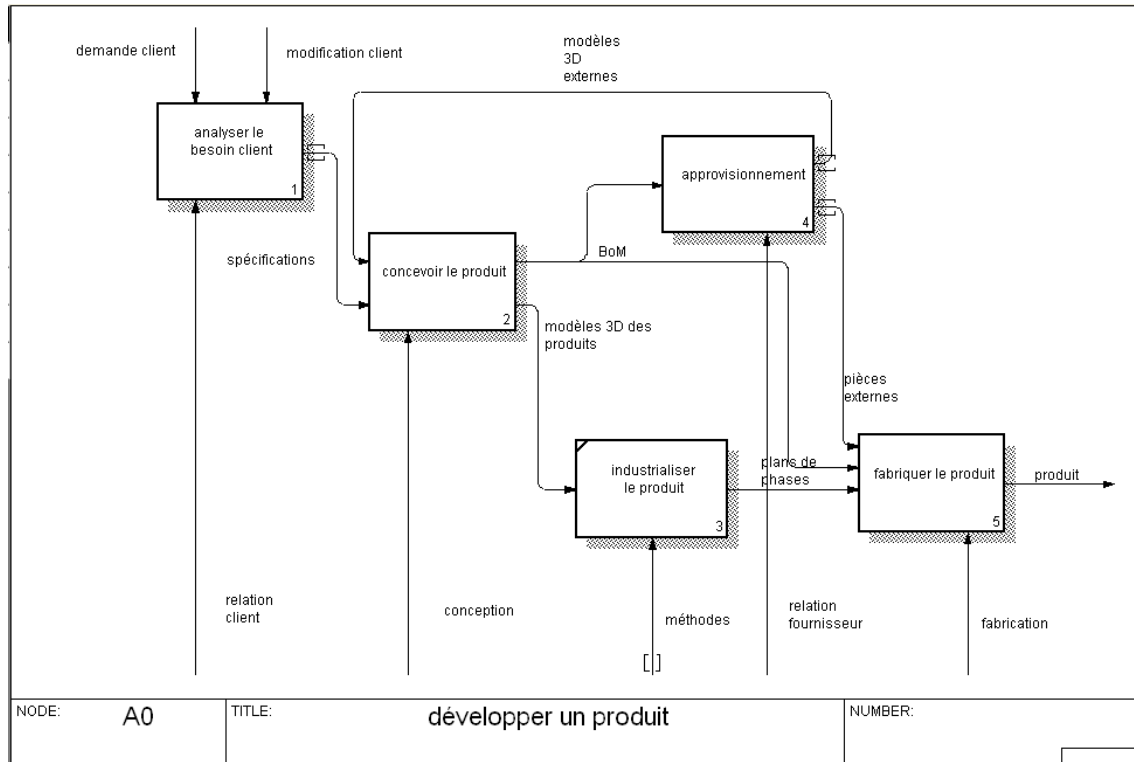 demande client
modification client
modèles
3D
externes
analyser le
besoin client
1
approvisionnement
4
spécifications
concevoir le produit
2
BoM
modèles 3D des
produits
pièces
externes
industrialiser
le produit
3
plans de
phases
fabriquer le produit
5
produit
relation
client
conception
méthodes
relation
fournisseur
fabrication
NODE:
A0
TITLE:
développer un produit
NUMBER: